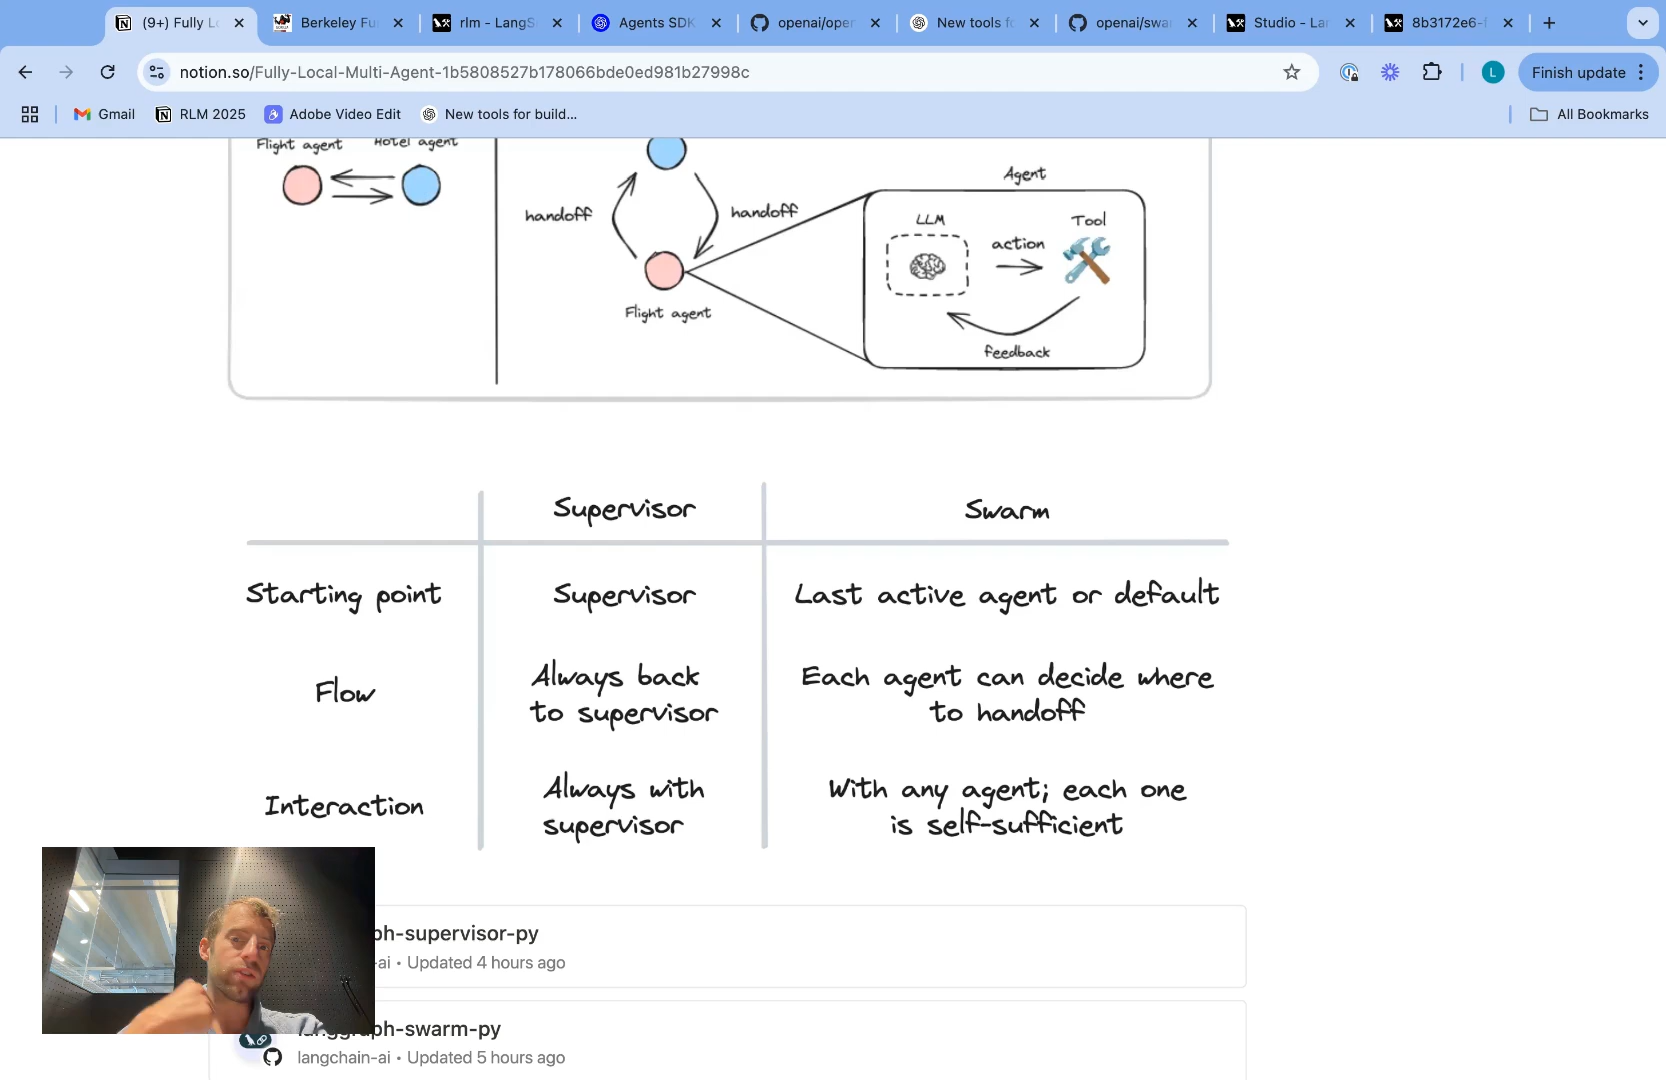 (9+) Fully Lo
Berkeley Fu
rlm - LangS
Agents SDK
openai/oper
New tools fo
openai/swa
Studio - La
8b3172e6-
notion.so/Fully-Local-Multi-Agent-1b5808527b178066bde0ed981b27998c
L
Finish update
Gmail
RLM 2025
Adobe Video Edit
New tools for build...
All Bookmarks
Flight agent
Hotel agent
Agent
LLM
Tool
handoff
handoff
action
Flight agent
feedback
Supervisor
Swarm
Starting point
Supervisor
Last active agent or default
Flow
Always back
to supervisor
Each agent can decide where
to handoff
Interaction
Always with
supervisor
With any agent; each one
is self-sufficient
ph-supervisor-py
-ai • Updated 4 hours ago
langgraph-swarm-py
langchain-ai • Updated 5 hours ago